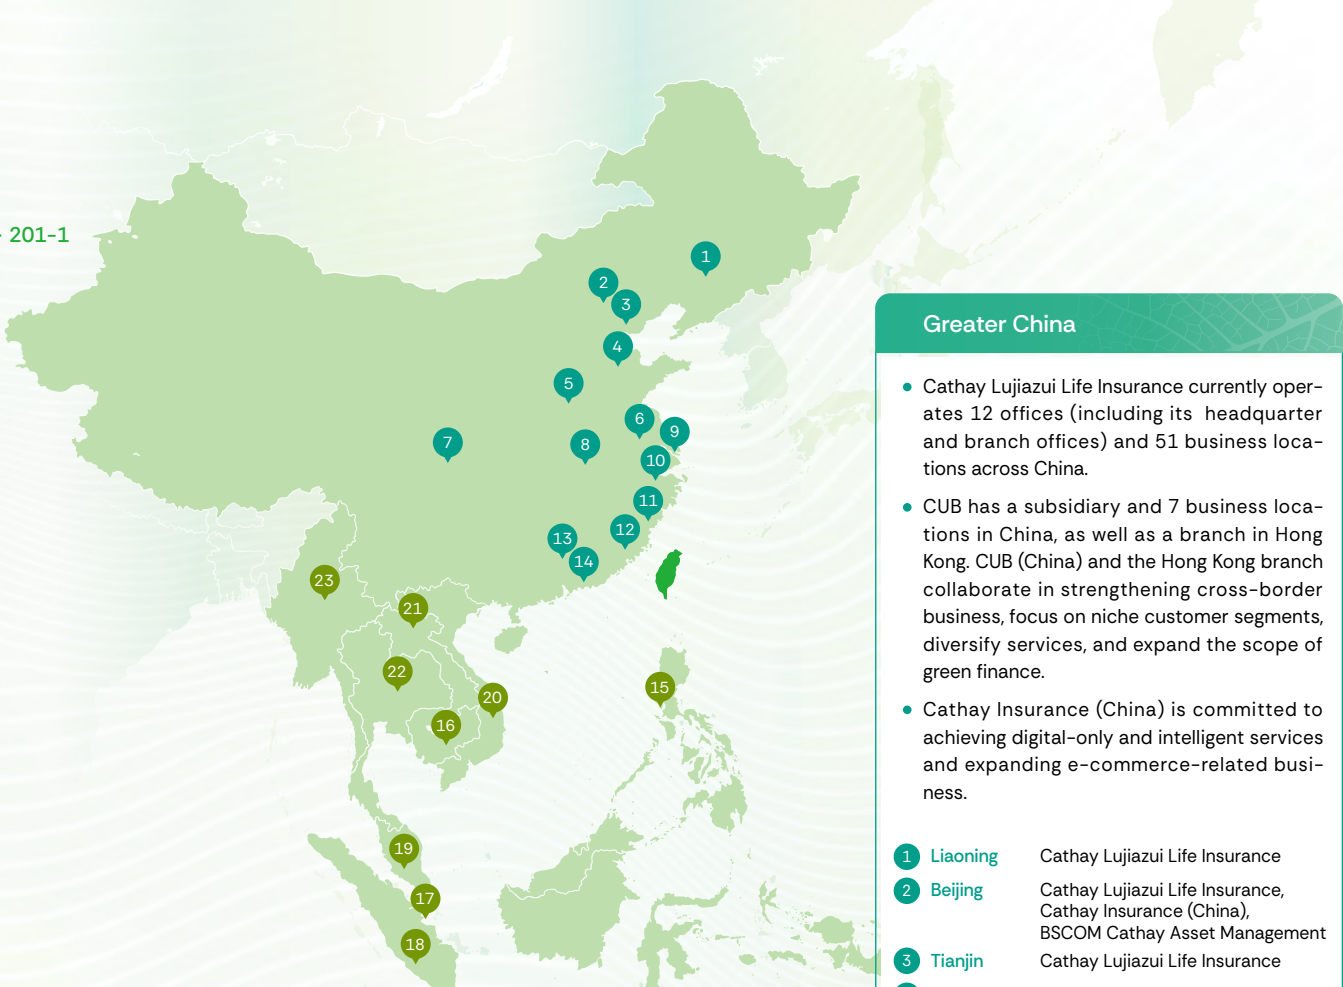 201-1
1
2
3
4
5
6
7
8
9
10
11
12
13
14
15
16
17
18
19
20
21
22
23
Greater China
• Cathay Lujiazui Life Insurance currently oper-
ates 12 offices (including its headquarter
and branch offices) and 51 business loca-
tions across China.
• CUB has a subsidiary and 7 business loca-
tions in China, as well as a branch in Hong
Kong. CUB (China) and the Hong Kong branch
collaborate in strengthening cross-border
business, focus on niche customer segments,
diversify services, and expand the scope of
green finance.
• Cathay Insurance (China) is committed to
achieving digital-only and intelligent services
and expanding e-commerce-related busi-
ness.
1 Liaoning Cathay Lujiazui Life Insurance
2 Beijing Cathay Lujiazui Life Insurance,
Cathay Insurance (China),
BSCOM Cathay Asset Management
3 Tianjin Cathay Lujiazui Life Insurance